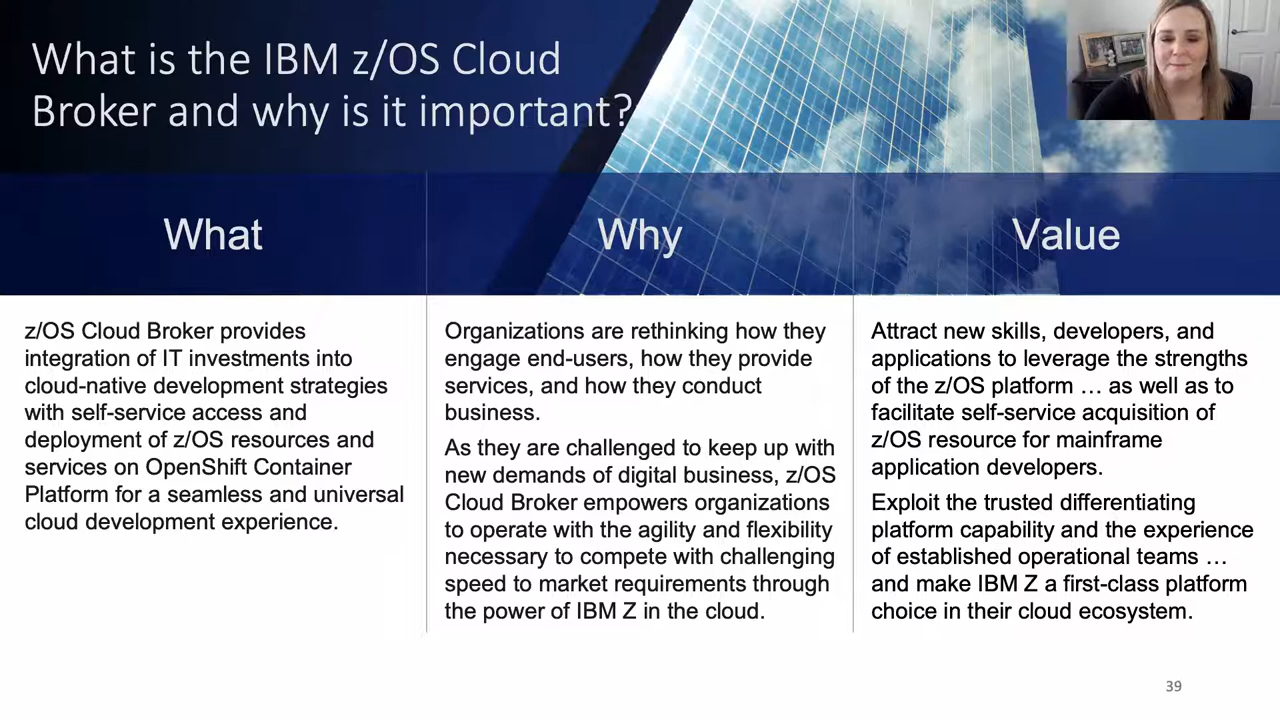 What is the IBM z/OS Cloud
Broker and why is it important?
What
Why
Value
z/OS Cloud Broker provides
integration of IT investments into
cloud-native development strategies
with self-service access and
deployment of z/OS resources and
services on OpenShift Container
Platform for a seamless and universal
cloud development experience.
Organizations are rethinking how they
engage end-users, how they provide
services, and how they conduct
business.
As they are challenged to keep up with
new demands of digital business, z/OS
Cloud Broker empowers organizations
to operate with the agility and flexibility
necessary to compete with challenging
speed to market requirements through
the power of IBM Z in the cloud.
Attract new skills, developers, and
applications to leverage the strengths
of the z/OS platform … as well as to
facilitate self-service acquisition of
z/OS resource for mainframe
application developers.
Exploit the trusted differentiating
platform capability and the experience
of established operational teams …
and make IBM Z a first-class platform
choice in their cloud ecosystem.
39